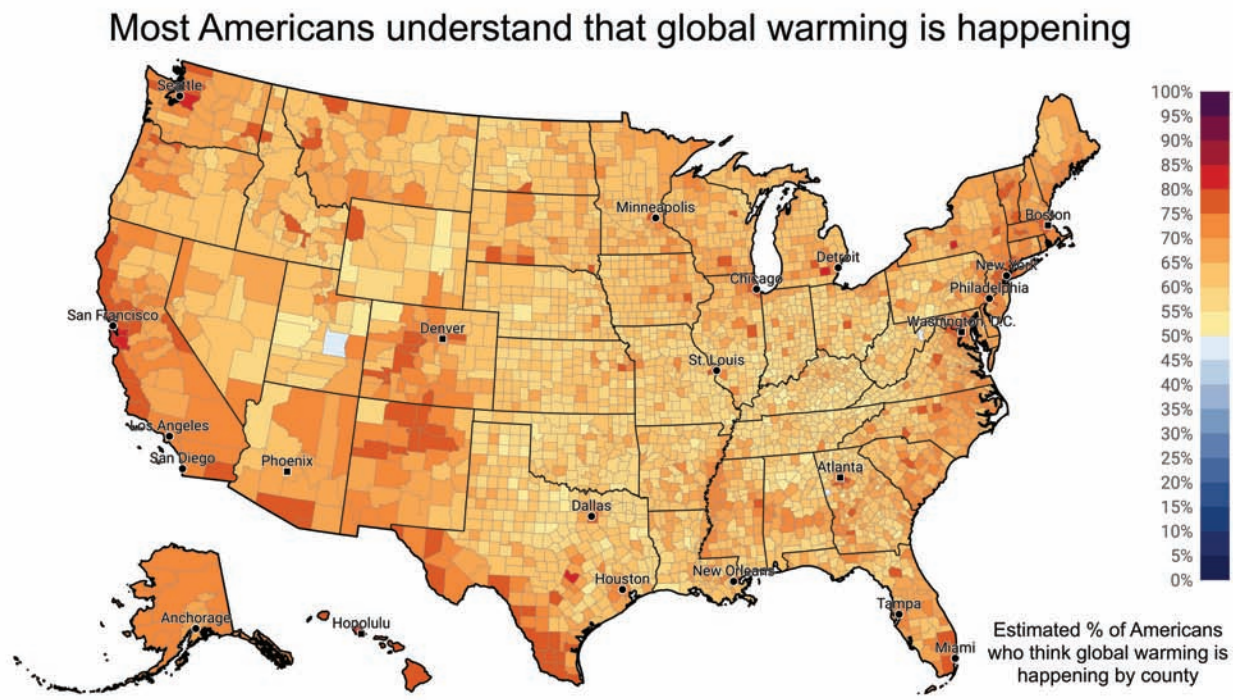 Most Americans understand that global warming is happening
Seattle
Minneapolis
Boston
Detroit
New York
Chicago
Philadelphia
San Francisco
Denver
Washington, D.C.
St. Louis
Los Angeles
San Diego
Phoenix
Atlanta
Dallas
New Orleans
Houston
Anchorage
Honolulu
Tampa
Miami
100%
95%
90%
85%
80%
75%
70%
65%
60%
55%
50%
45%
40%
35%
30%
25%
20%
15%
10%
5%
0%
Estimated % of Americans
who think global warming is
happening by county